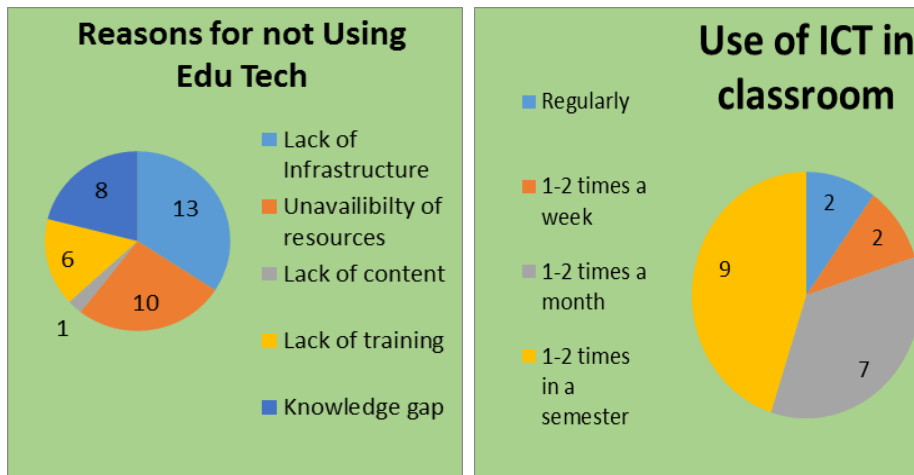 Reasons for not Using
Edu Tech
8
13
6
10
1
Lack of
Infrastructure
Unavailibilty of
resources
Lack of content
Lack of training
Knowledge gap
Use of ICT in
classroom
Regularly
1-2 times a
week
1-2 times a
month
1-2 times
in a
semester
2
2
9
7